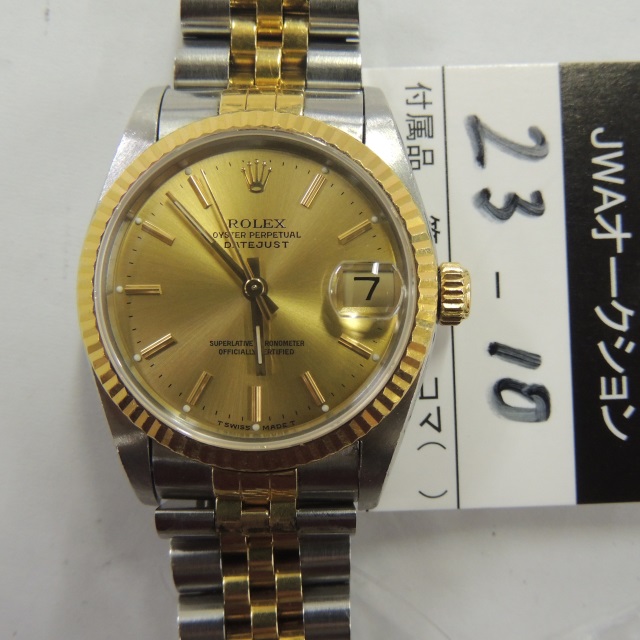 ROLEX
OYSTER PERPETUAL
DATEJUST
7
SUPERLATIVE
OFFICIALLY CERTIFIED
T SWISS MADE T
JWAオークション
23-10
付属品
コマ( )